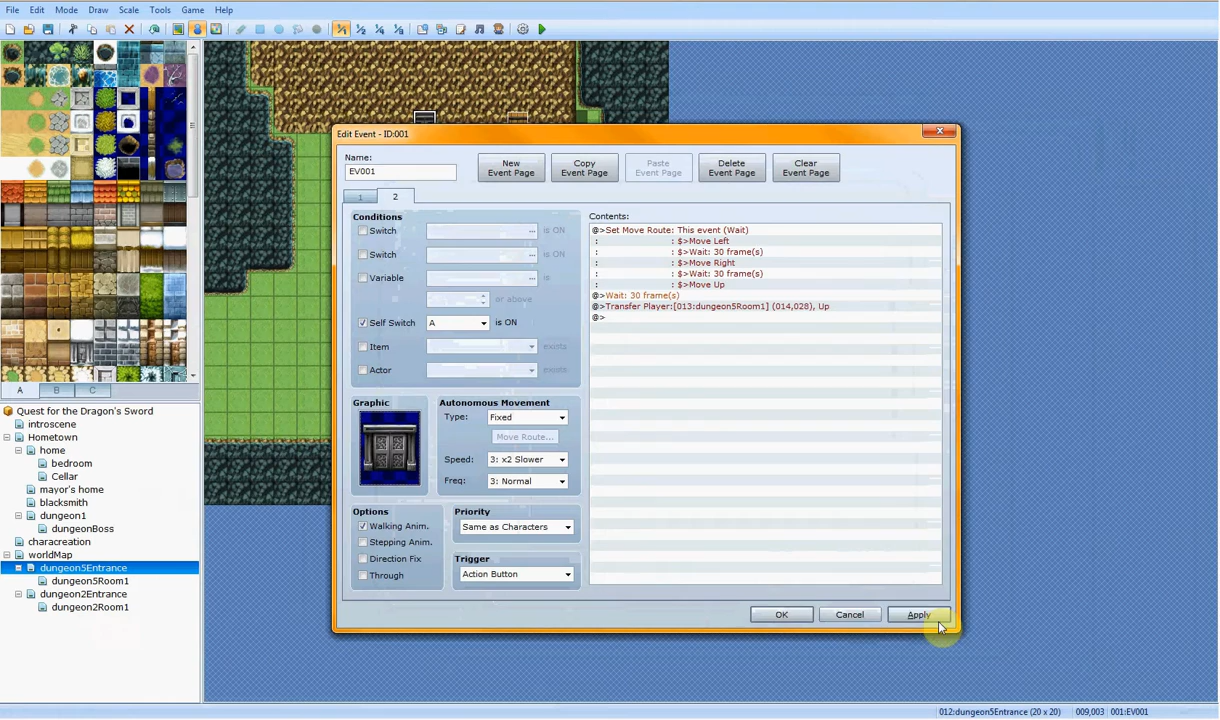 File Edit Mode Draw Scale Tools Game Help
Edit Event - ID:001
Name:
EV001
New
Event Page
Copy
Event Page
Paste
Event Page
Delete
Event Page
Clear
Event Page
1 2
Conditions
Switch ... is ON
Switch ... is ON
Variable ... is
or above
Self Switch A is ON
Item exists
Actor exists
Graphic
Autonomous Movement
Type: Fixed
Move Route...
Speed: 3: x2 Slower
Freq: 3: Normal
Options
Walking Anim.
Stepping Anim.
Direction Fix
Through
Priority
Same as Characters
Trigger
Action Button
Contents:
@>Set Move Route: This event (Wait)
: : $>Move Left
: : $>Wait: 30 frame(s)
: : $>Move Right
: : $>Wait: 30 frame(s)
: : $>Move Up
@>Wait: 30 frame(s)
@>Transfer Player:[013:dungeon5Room1] (014,028), Up
@>
OK Cancel Apply
A B C
Quest for the Dragon's Sword
introscene
Hometown
home
bedroom
Cellar
mayor's home
blacksmith
dungeon1
dungeonBoss
characreation
worldMap
dungeon5Entrance
dungeon5Room1
dungeon2Entrance
dungeon2Room1
012:dungeon5Entrance (20 x 20) 009,003 001:EV001